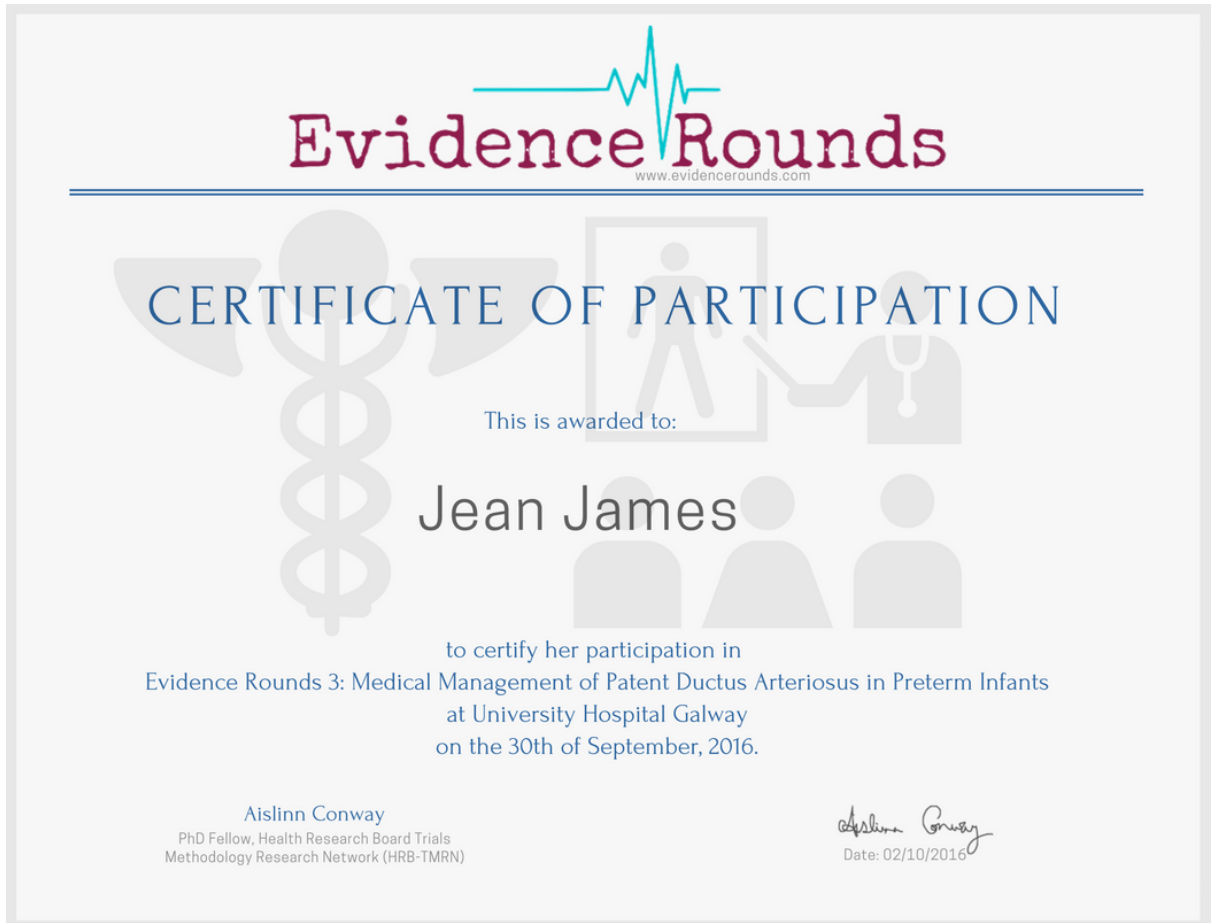 Evidence Rounds
www.evidencerounds.com
CERTIFICATE OF PARTICIPATION
This is awarded to:
Jean James
to certify her participation in
Evidence Rounds 3: Medical Management of Patent Ductus Arteriosus in Preterm Infants
at University Hospital Galway
on the 30th of September, 2016.
Aislinn Conway
PhD Fellow, Health Research Board Trials
Methodology Research Network (HRB-TMRN)
Aislinn Conway
Date: 02/10/2016